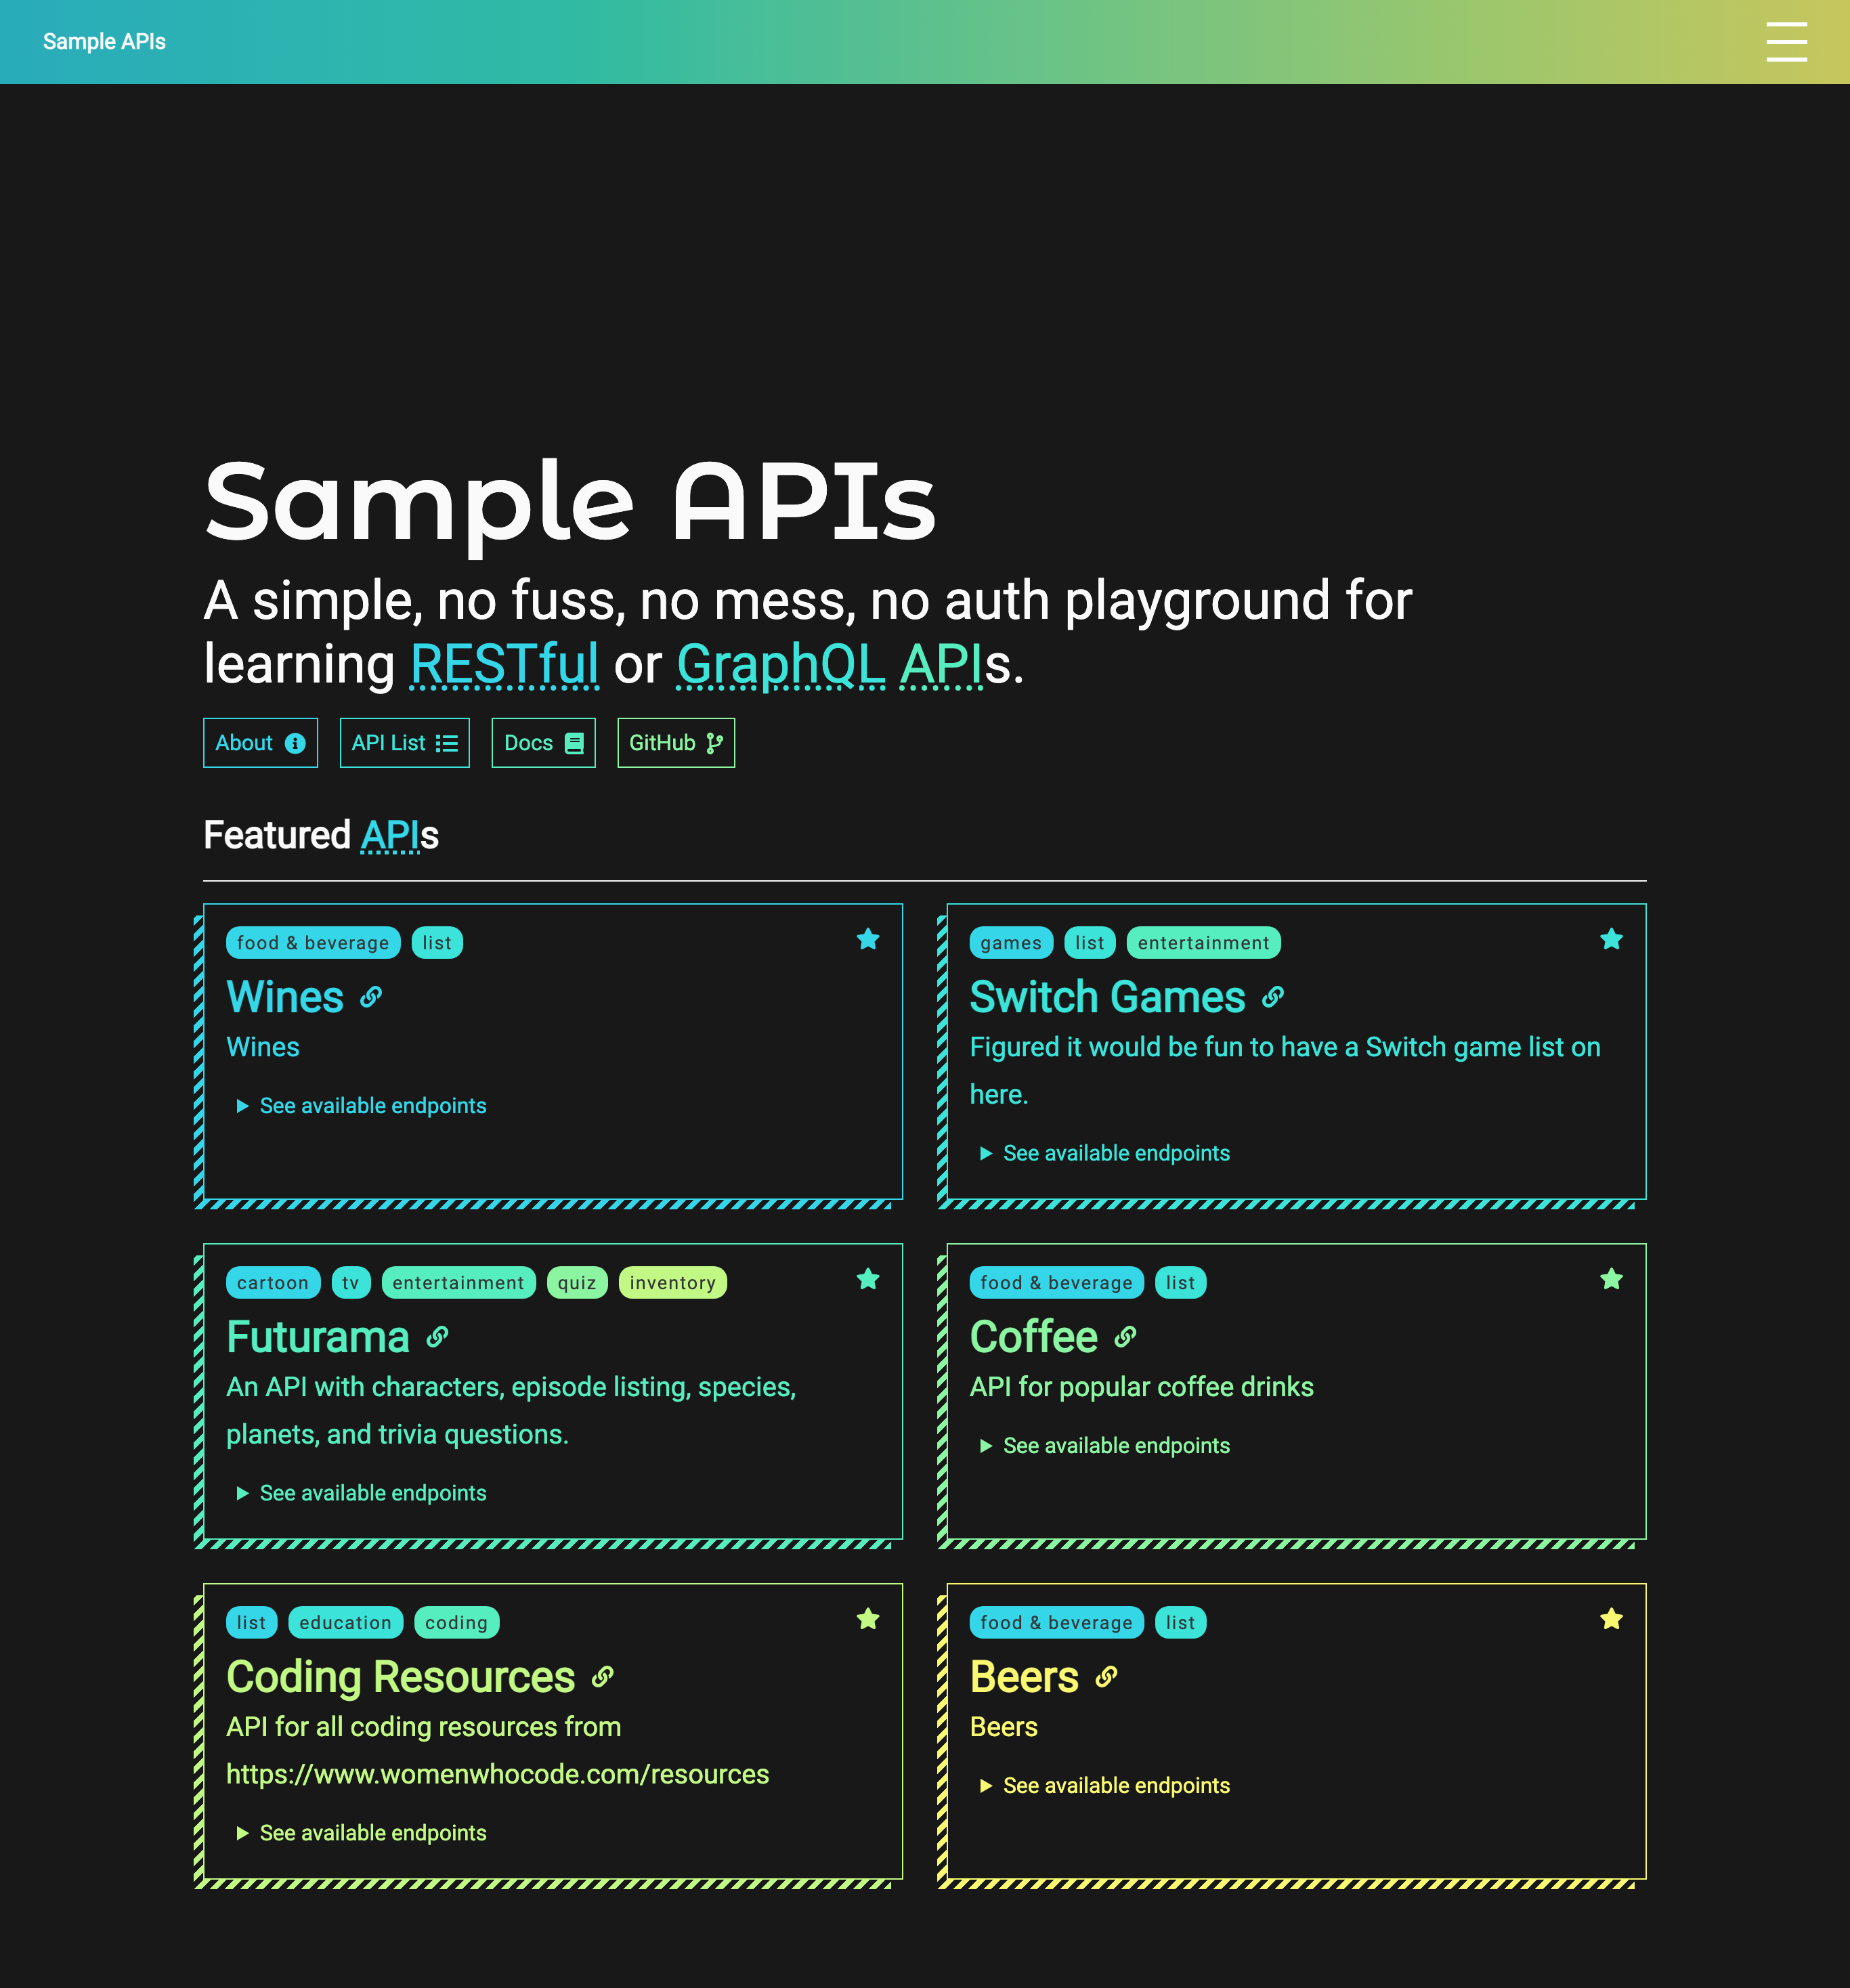 Sample APIs
Sample APIs
A simple, no fuss, no mess, no auth playground for
learning RESTful or GraphQL APIs.
About
API List
Docs
GitHub
Featured APIs
food & beverage list
Wines
Wines
See available endpoints
games list entertainment
Switch Games
Figured it would be fun to have a Switch game list on
here.
See available endpoints
cartoon tv entertainment quiz inventory
Futurama
An API with characters, episode listing, species,
planets, and trivia questions.
See available endpoints
food & beverage list
Coffee
API for popular coffee drinks
See available endpoints
list education coding
Coding Resources
API for all coding resources from
https://www.womenwhocode.com/resources
See available endpoints
food & beverage list
Beers
Beers
See available endpoints